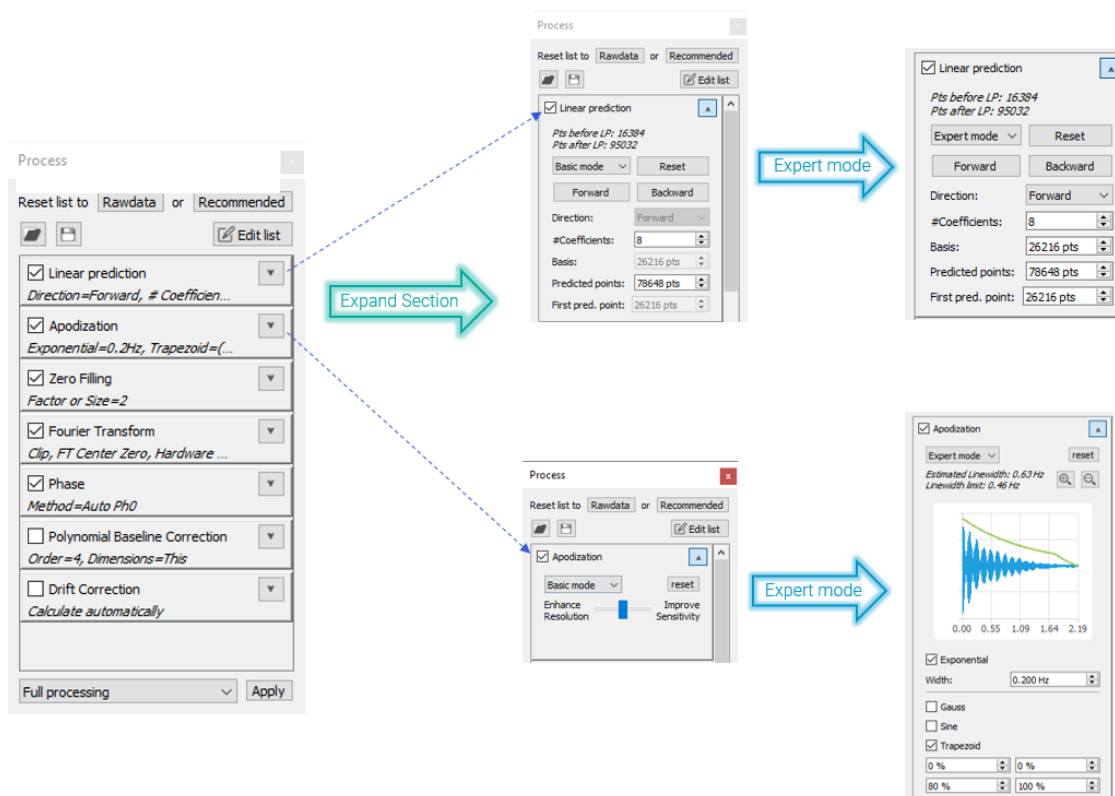 Process
x
Reset list to Rawdata or Recommended
Edit list
Linear prediction
Direction=Forward, # Coefficien...
Apodization
Exponential=0.2Hz, Trapezoid=(...
Zero Filling
Factor or Size=2
Fourier Transform
Clip, FT Center Zero, Hardware ...
Phase
Method=Auto Ph0
Polynomial Baseline Correction
Order=4, Dimensions=This
Drift Correction
Calculate automatically
Full processing Apply
Expand Section
Process
x
Reset list to Rawdata or Recommended
Edit list
Linear prediction
Pts before LP: 16384
Pts after LP: 95032
Basic mode Reset
Forward Backward
Direction: Forward
#Coefficients: 8
Basis: 26216 pts
Predicted points: 78648 pts
First pred. point: 26216 pts
Expert mode
Linear prediction
Pts before LP: 16384
Pts after LP: 95032
Expert mode Reset
Forward Backward
Direction: Forward
#Coefficients: 8
Basis: 26216 pts
Predicted points: 78648 pts
First pred. point: 26216 pts
Process
x
Reset list to Rawdata or Recommended
Edit list
Apodization
Basic mode reset
Enhance Improve
Resolution Sensitivity
Expert mode
Apodization
Expert mode reset
Estimated Linewidth: 0.63 Hz
Linewidth limit: 0.46 Hz
0.00 0.55 1.09 1.64 2.19
Exponential
Width: 0.200 Hz
Gauss
Sine
Trapezoid
0 % 0 %
80 % 100 %